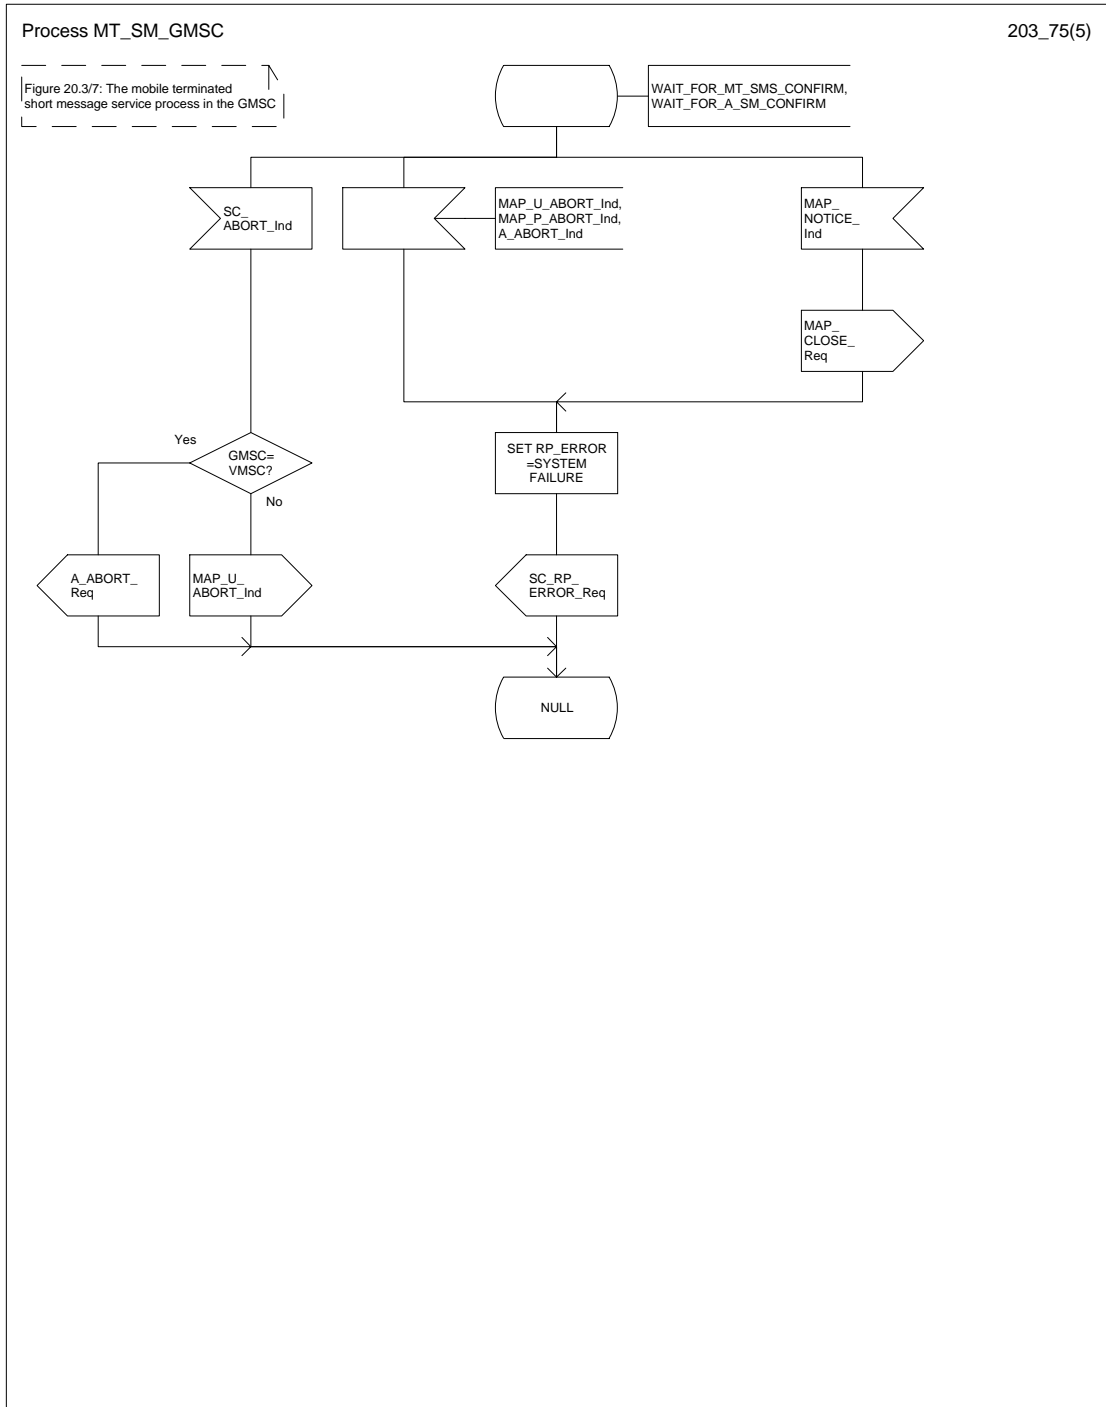 Process MT_SM_GMSC
203_75(5)
Figure 20.3/7: The mobile terminated
short message service process in the GMSC
WAIT_FOR_MT_SMS_CONFIRM,
WAIT_FOR_A_SM_CONFIRM
SC_
ABORT_Ind
MAP_U_ABORT_Ind,
MAP_P_ABORT_Ind,
A_ABORT_Ind
MAP_
NOTICE_
Ind
MAP_
CLOSE_
Req
Yes
GMSC=
VMSC?
No
SET RP_ERROR
=SYSTEM
FAILURE
A_ABORT_
Req
MAP_U_
ABORT_Ind
SC_RP_
ERROR_Req
NULL